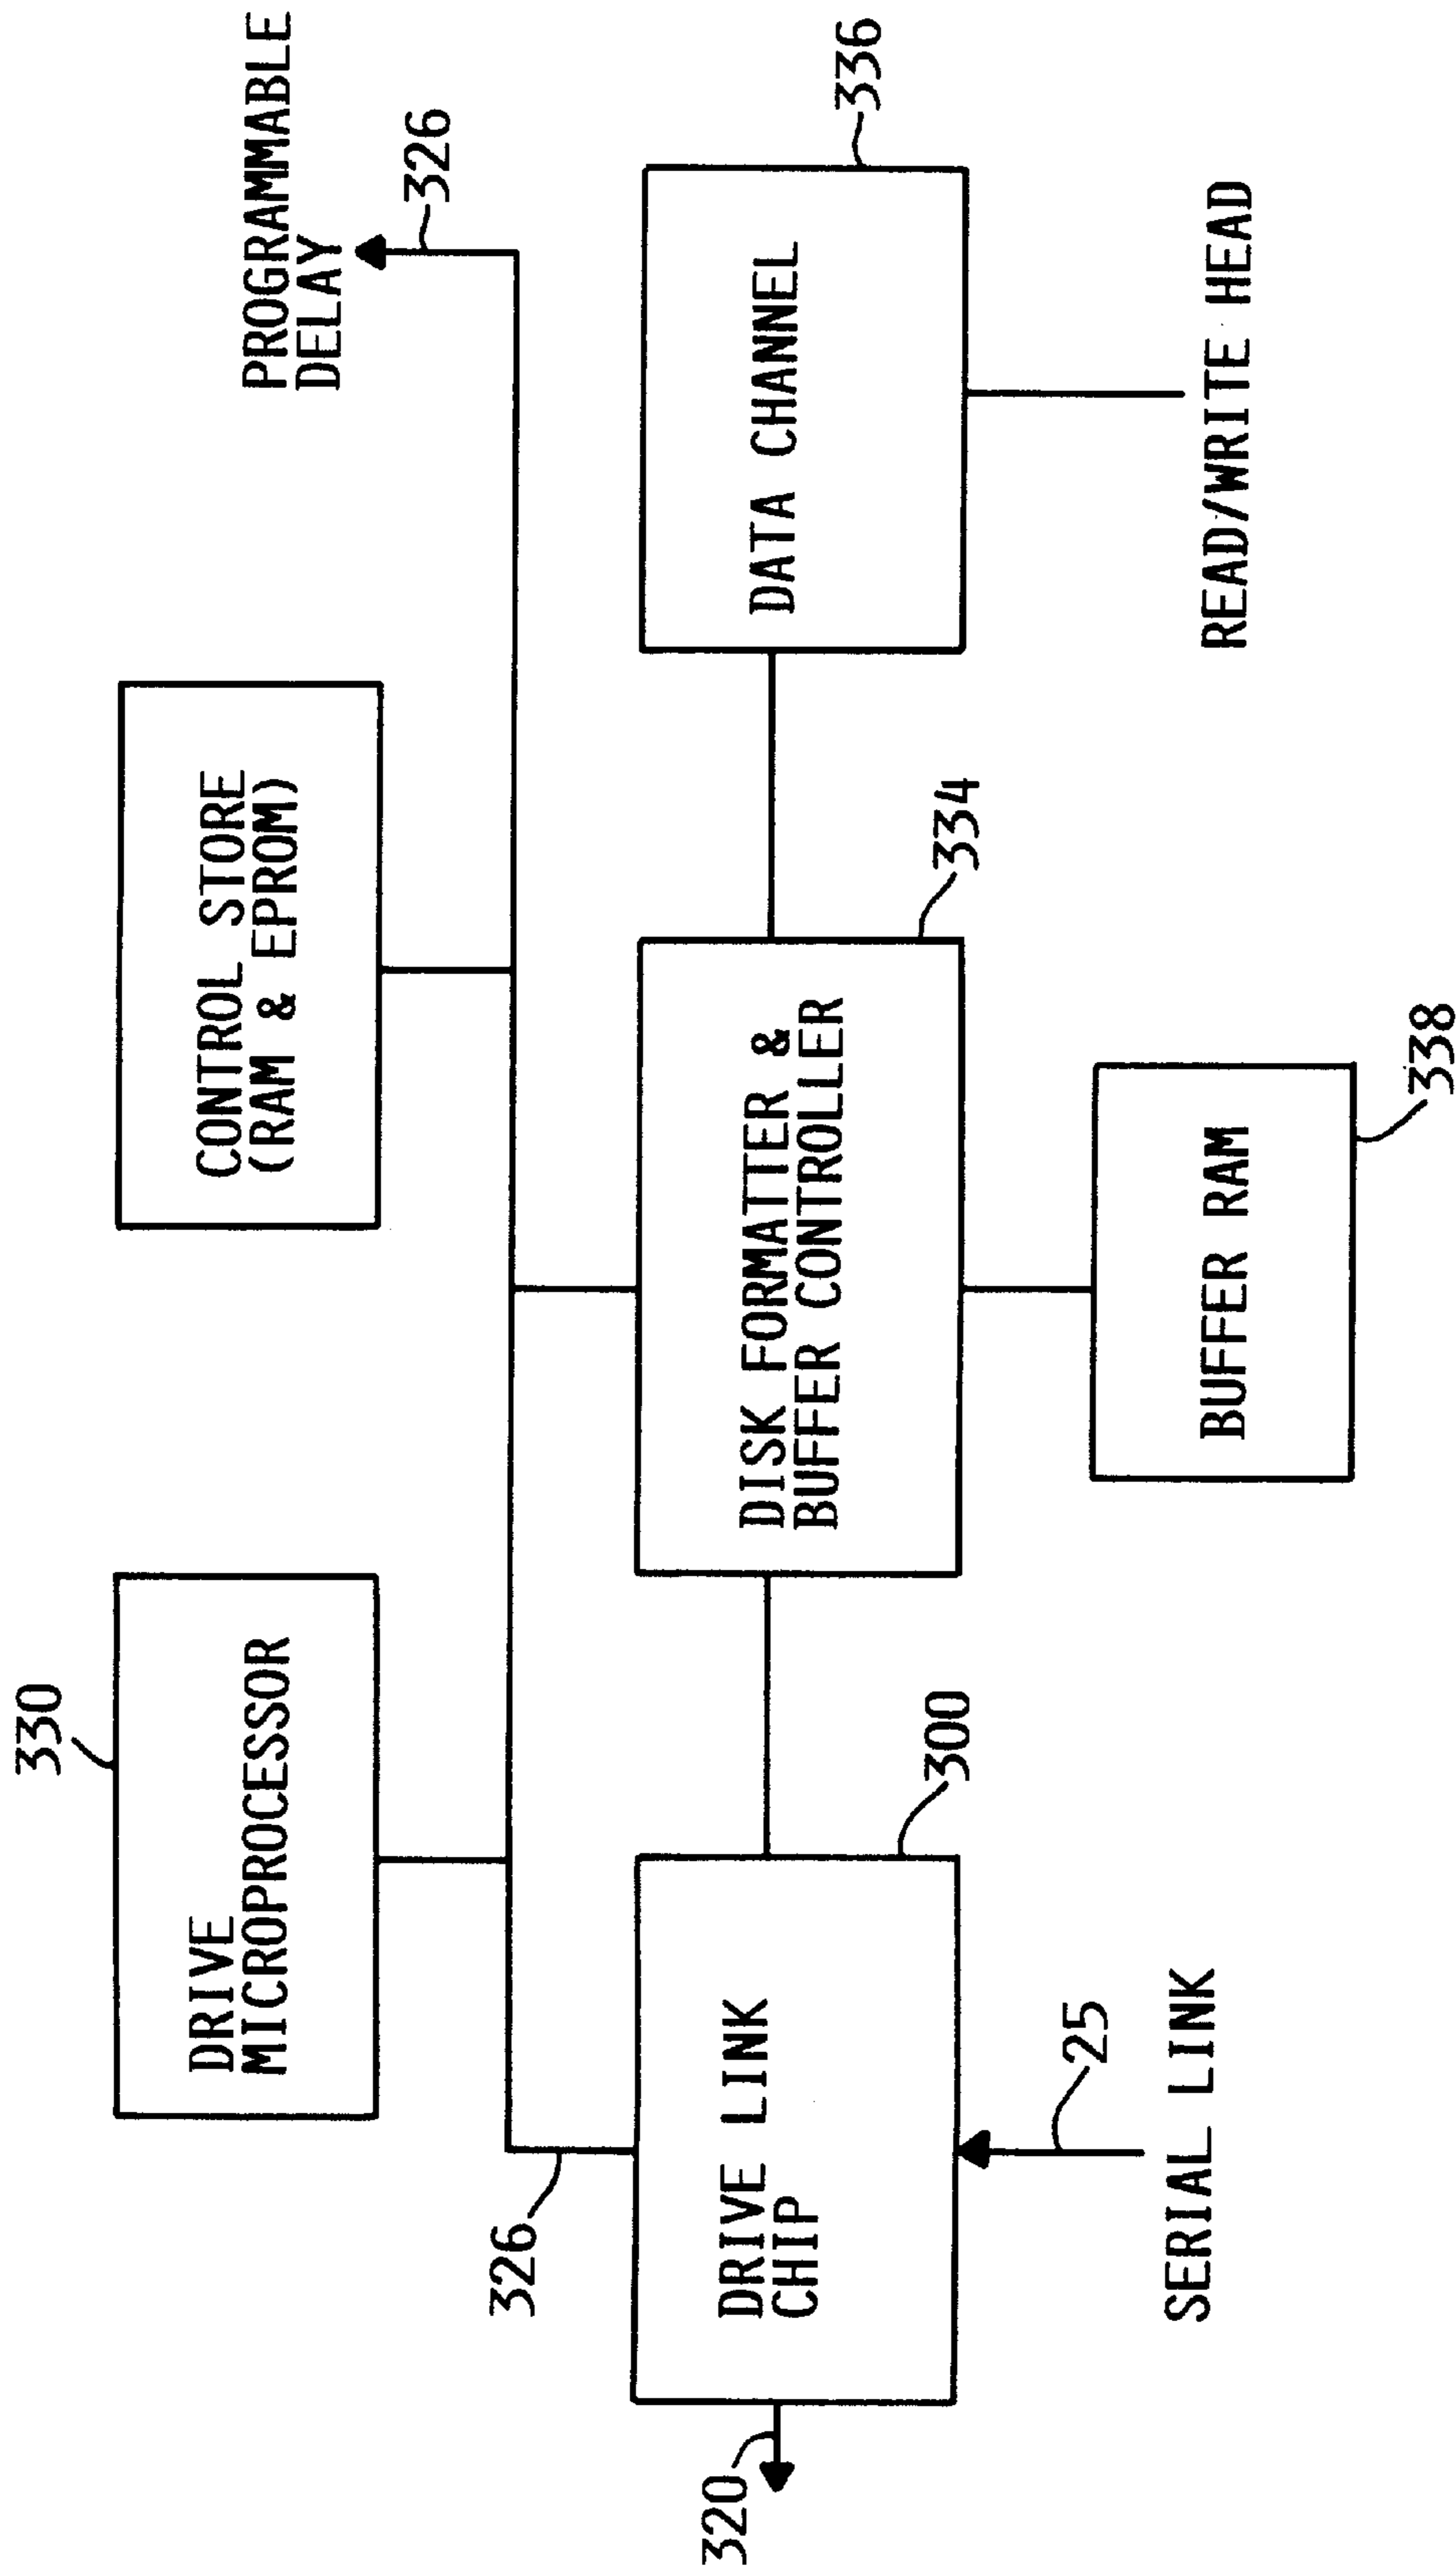 330
DRIVE
MICROPROCESSOR
CONTROL STORE
(RAM & EPROM)
PROGRAMMABLE
DELAY
326
326
320
DRIVE LINK
CHIP
300
DISK FORMATTER &
BUFFER CONTROLLER
334
DATA CHANNEL
336
25
SERIAL LINK
BUFFER RAM
338
READ/WRITE HEAD